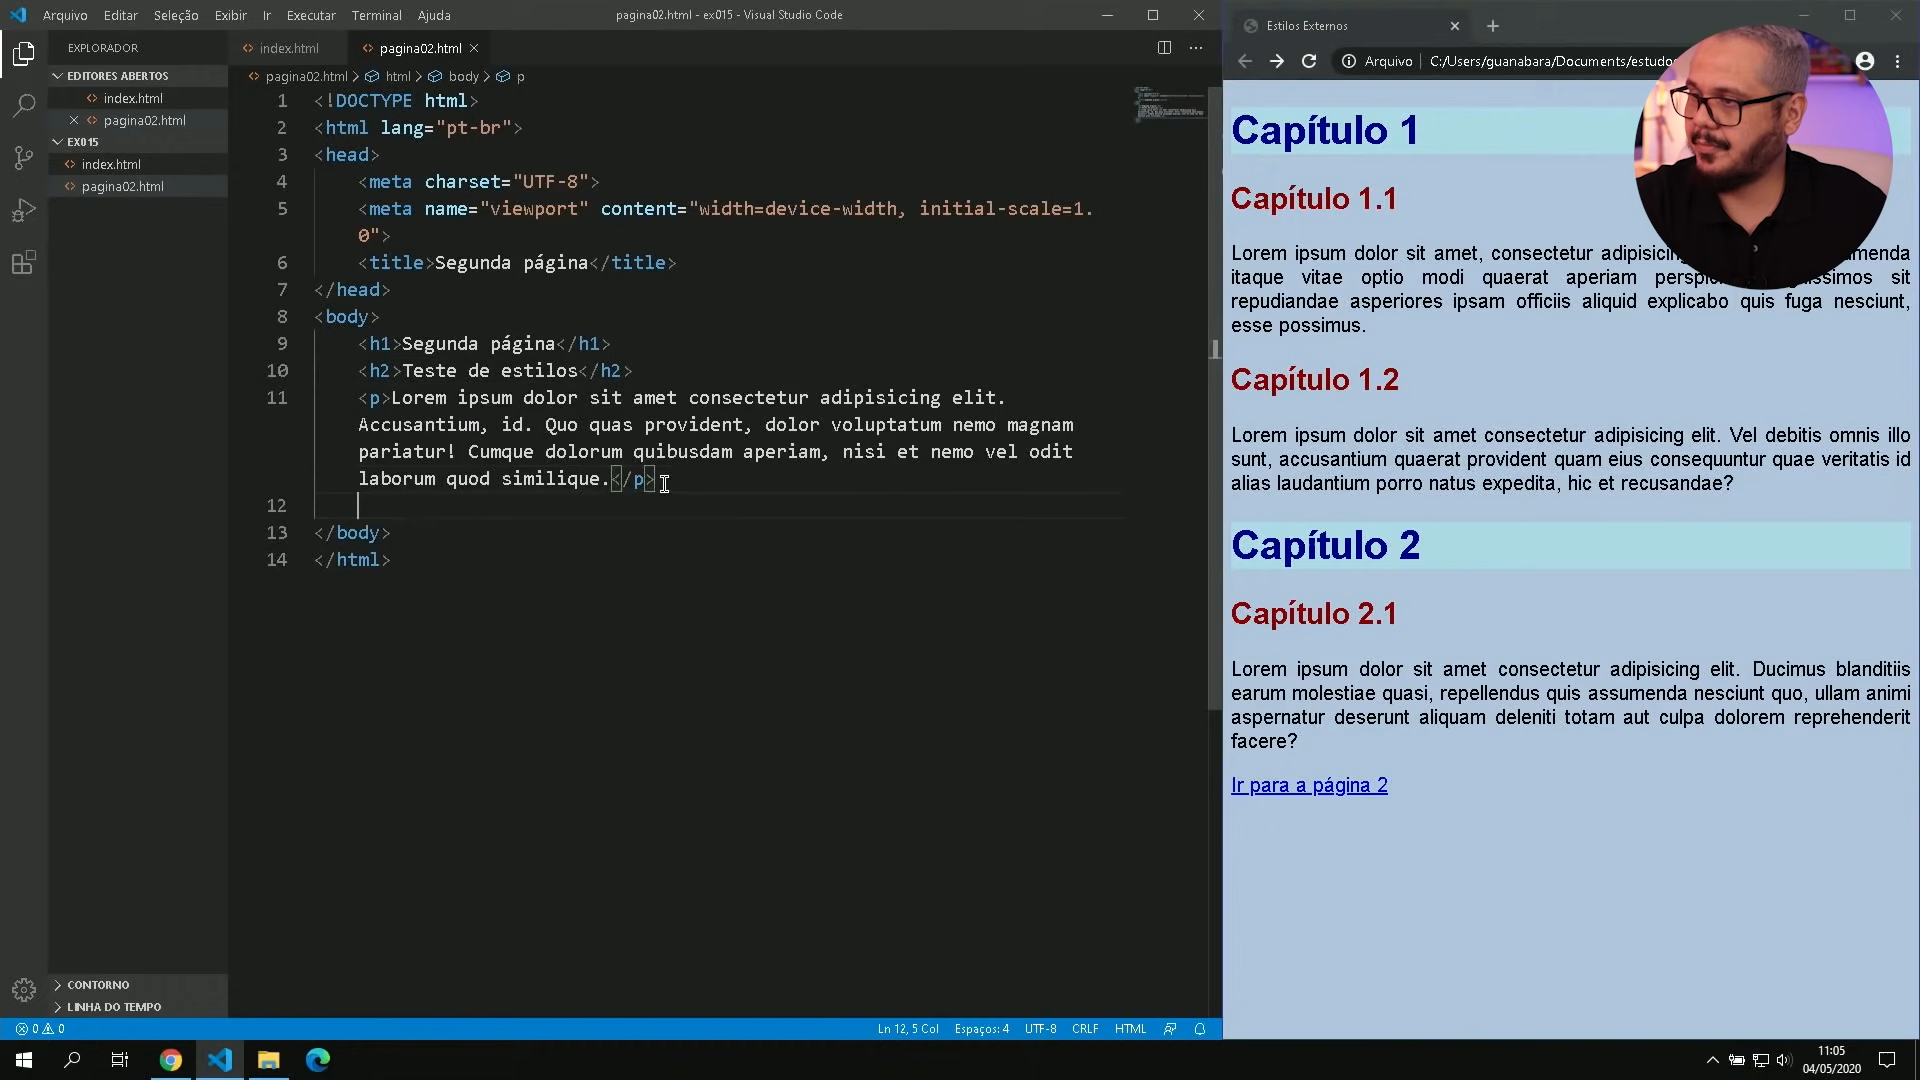 Arquivo Editar Seleção Exibir Ir Executar Terminal Ajuda
pagina02.html - ex015 - Visual Studio Code
EXPLORADOR
EDITORES ABERTOS
index.html
pagina02.html
EX015
index.html
pagina02.html
CONTORNO
LINHA DO TEMPO
index.html
pagina02.html
pagina02.html > html > body > p
1 <!DOCTYPE html>
2 <html lang="pt-br">
3 <head>
4 <meta charset="UTF-8">
5 <meta name="viewport" content="width=device-width, initial-scale=1.
0">
6 <title>Segunda página</title>
7 </head>
8 <body>
9 <h1>Segunda página</h1>
10 <h2>Teste de estilos</h2>
11 <p>Lorem ipsum dolor sit amet consectetur adipisicing elit.
Accusantium, id. Quo quas provident, dolor voluptatum nemo magnam
pariatur! Cumque dolorum quibusdam aperiam, nisi et nemo vel odit
laborum quod similique.</p>
12
13 </body>
14 </html>
0 0
Ln 12, 5 Col
Espaços: 4
UTF-8
CRLF
HTML
Estilos Externos
Arquivo
C:/Users/guanabara/Documents/estudo
Capítulo 1
Capítulo 1.1
Lorem ipsum dolor sit amet, consectetur
itaque vitae optio modi quaerat aperiam sit
repudiandae asperiores ipsam officiis aliquid explicabo quis fuga nesciunt,
esse possimus.
Capítulo 1.2
Lorem ipsum dolor sit amet consectetur adipisicing elit. Vel debitis omnis illo
sunt, accusantium quaerat provident quam eius consequuntur quae veritatis id
alias laudantium porro natus expedita, hic et recusandae?
Capítulo 2
Capítulo 2.1
Lorem ipsum dolor sit amet consectetur adipisicing elit. Ducimus blanditiis
earum molestiae quasi, repellendus quis assumenda nesciunt quo, ullam animi
aspernatur deserunt aliquam deleniti totam aut culpa dolorem reprehenderit
facere?
Ir para a página 2
11:05
04/05/2020